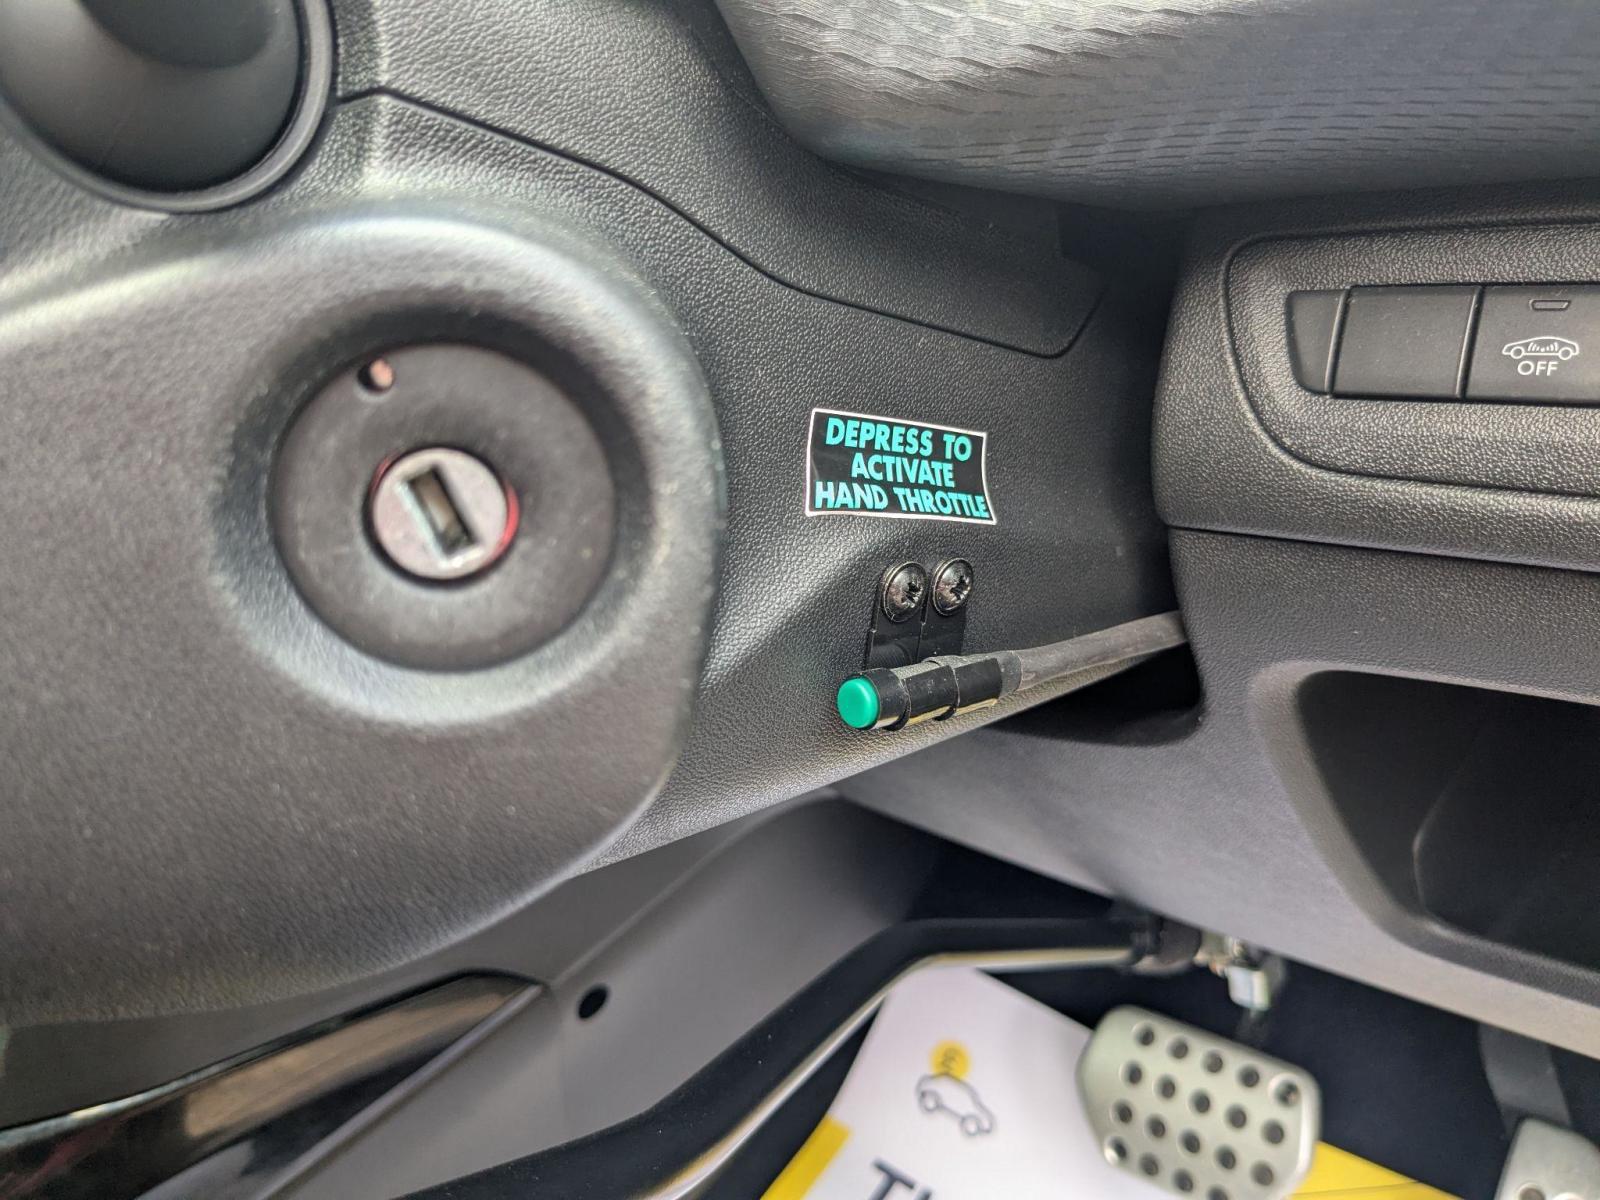 DEPRESS TO
ACTIVATE
HAND THROTTLE
OFF